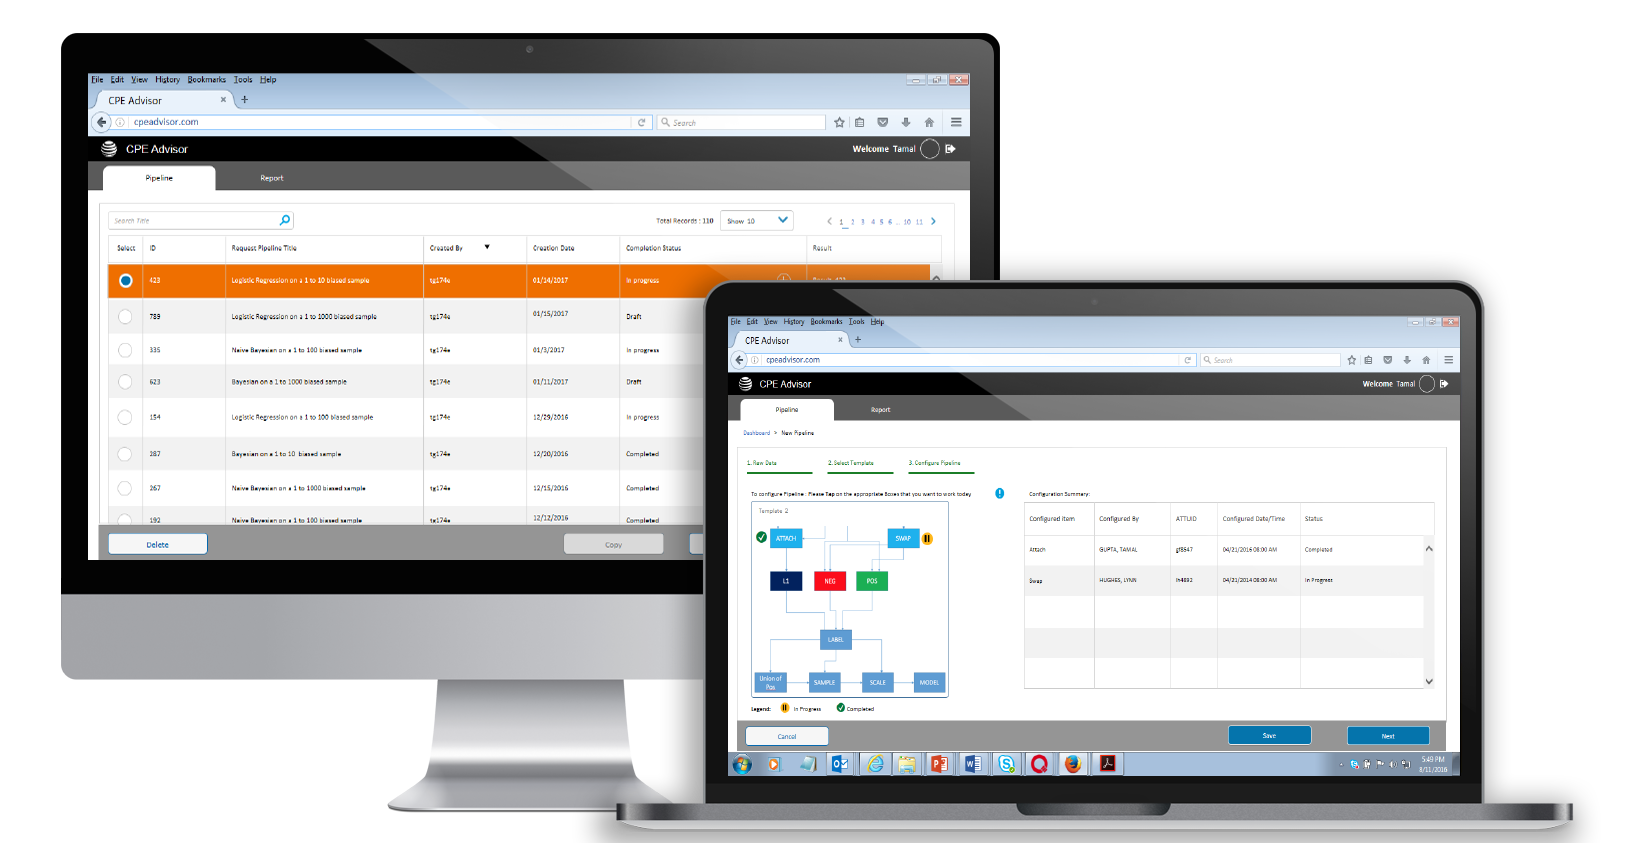 File Edit View History Bookmarks Tools Help
CPE Advisor × +
cpeadvisor.com Search
CPE Advisor Welcome Tamal
Pipeline Report
Search Title Total Records : 110 Show 10 1 2 3 4 5 6 .. 10 11
Select ID Request Pipeline Title Created By Creation Date Completion Status Result
423 Logistic Regression on a 1 to 10 biased sample tg174e 01/14/2017 In progress Result 423
789 Logistic Regression on a 1 to 1000 biased sample tg174e 01/15/2017 Draft
335 Naive Bayesian on a 1 to 100 biased sample tg174e 01/3/2017 In progress
623 Bayesian on a 1 to 1000 biased sample tg174e 01/11/2017 Draft
154 Logistic Regression on a 1 to 100 biased sample tg174e 12/29/2016 In progress
287 Bayesian on a 1 to 10 biased sample tg174e 12/20/2016 Completed
267 Naive Bayesian on a 1 to 1000 biased sample tg174e 12/15/2016 Completed
192 Naive Bayesian on a 1 to 100 biased sample tg174e 12/12/2016 Completed
Delete Copy
File Edit View History Bookmarks Tools Help
CPE Advisor × +
cpeadvisor.com Search
CPE Advisor Welcome Tamal
Pipeline Report
Dashboard > New Pipeline
1. Raw Data 2. Select Template 3. Configure Pipeline
To configure Pipeline : Please Tap on the appropriate Boxes that you want to work today
Template 2
ATTACH SWAP
L1 NEG POS
LABEL
Union of Pos SAMPLE SCALE MODEL
Legend: In Progress Completed
Configuration Summary:
Configured Item Configured By ATTUID Configured Date/Time Status
Attach GUPTA, TAMAL gf8547 04/21/2016 08:00 AM Completed
Swap HUGHES, LYNN lh4893 04/21/2014 08:00 AM In Progress
Cancel Save Next
5:49 PM
8/11/2016